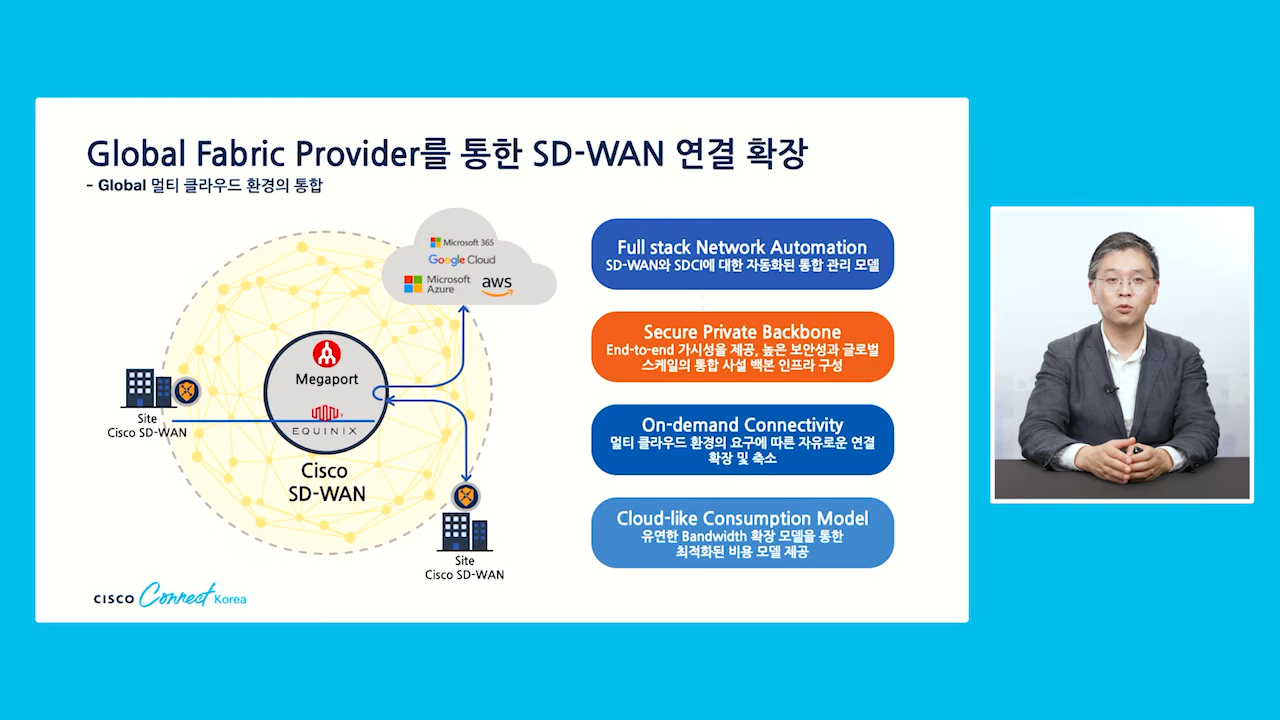 Global Fabric Provider를 통한 SD-WAN 연결 확장
- Global 멀티 클라우드 환경의 통합
Microsoft 365
Google Cloud
Microsoft
Azure
aws
Megaport
EQUINIX
Cisco
SD-WAN
Site
Cisco SD-WAN
Site
Cisco SD-WAN
Full stack Network Automation
SD-WAN와 SDCI에 대한 자동화된 통합 관리 모델
Secure Private Backbone
End-to-end 가시성을 제공, 높은 보안성과 글로벌
스케일의 통합 사설 백본 인프라 구성
On-demand Connectivity
멀티 클라우드 환경의 요구에 따른 자유로운 연결
확장 및 축소
Cloud-like Consumption Model
유연한 Bandwidth 확장 모델을 통한
최적화된 비용 모델 제공
CISCO Connect Korea